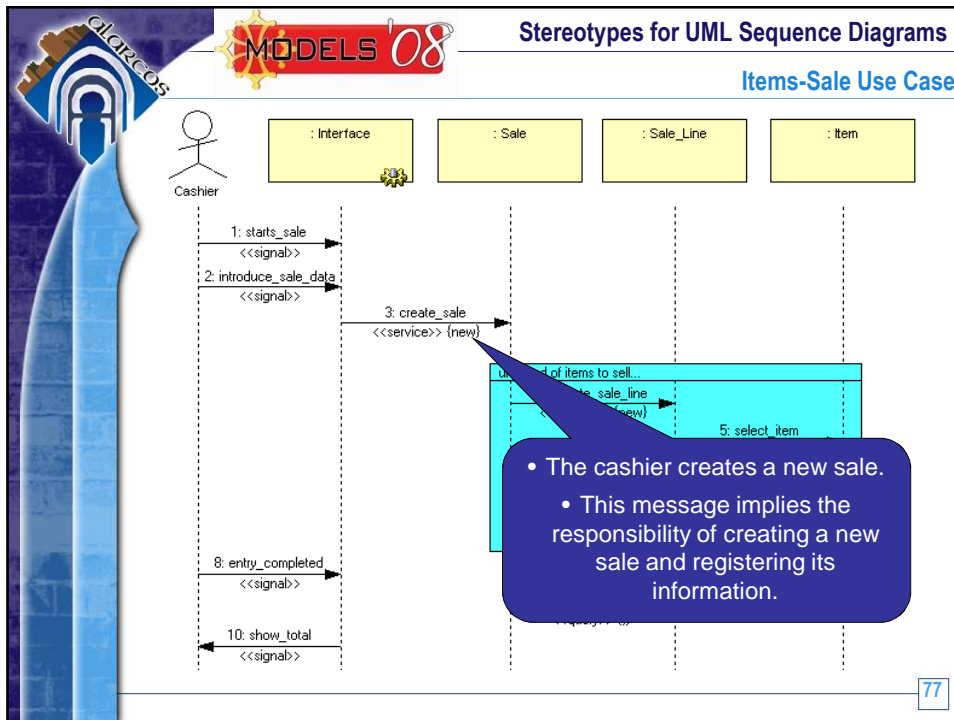 alarcos
MODELS '08
Stereotypes for UML Sequence Diagrams
Items-Sale Use Case
Cashier
: Interface
: Sale
: Sale_Line
: Item
1: starts_sale
<<signal>>
2: introduce_sale_data
<<signal>>
3: create_sale
<<service>> {new}
of items to sell...
sale_line
5: select_item
• The cashier creates a new sale.
• This message implies the
responsibility of creating a new
sale and registering its
information.
8: entry_completed
<<signal>>
10: show_total
<<signal>>
77